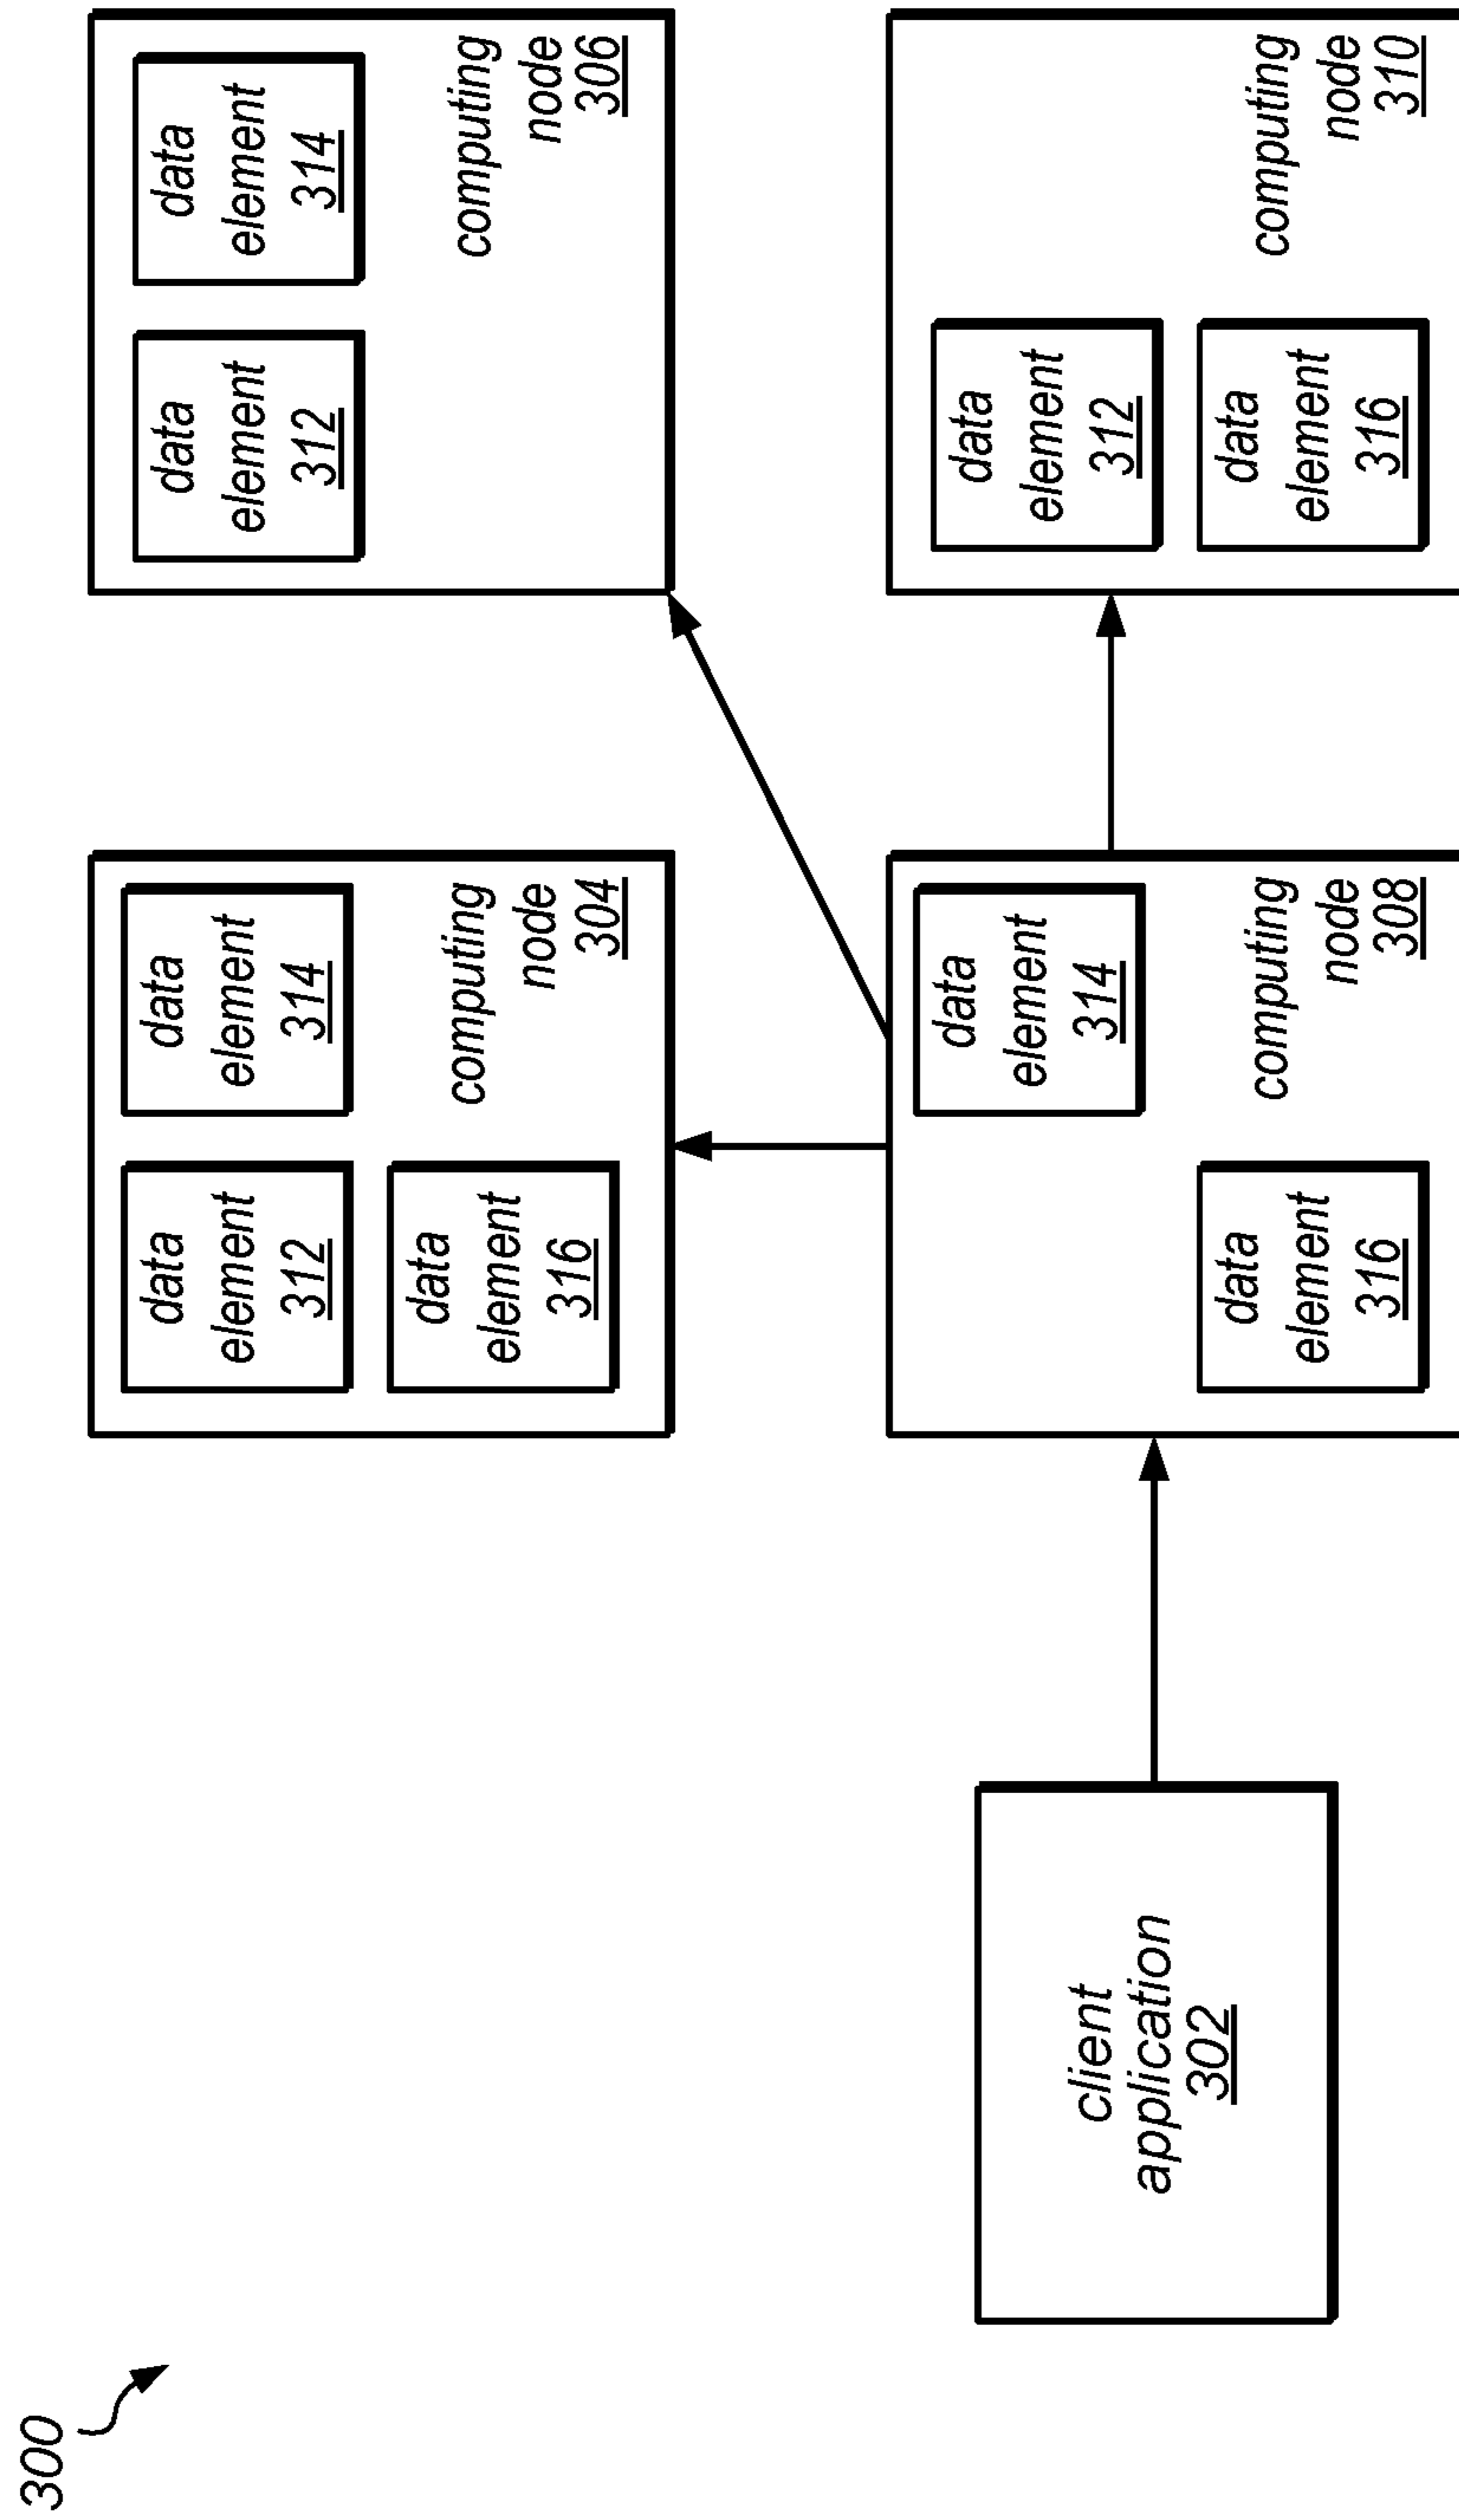 300
data
element
312
data
element
314
data
element
316
computing
node
304
data
element
312
data
element
314
computing
node
306
client
application
302
data
element
314
data
element
316
computing
node
308
data
element
312
data
element
316
computing
node
310